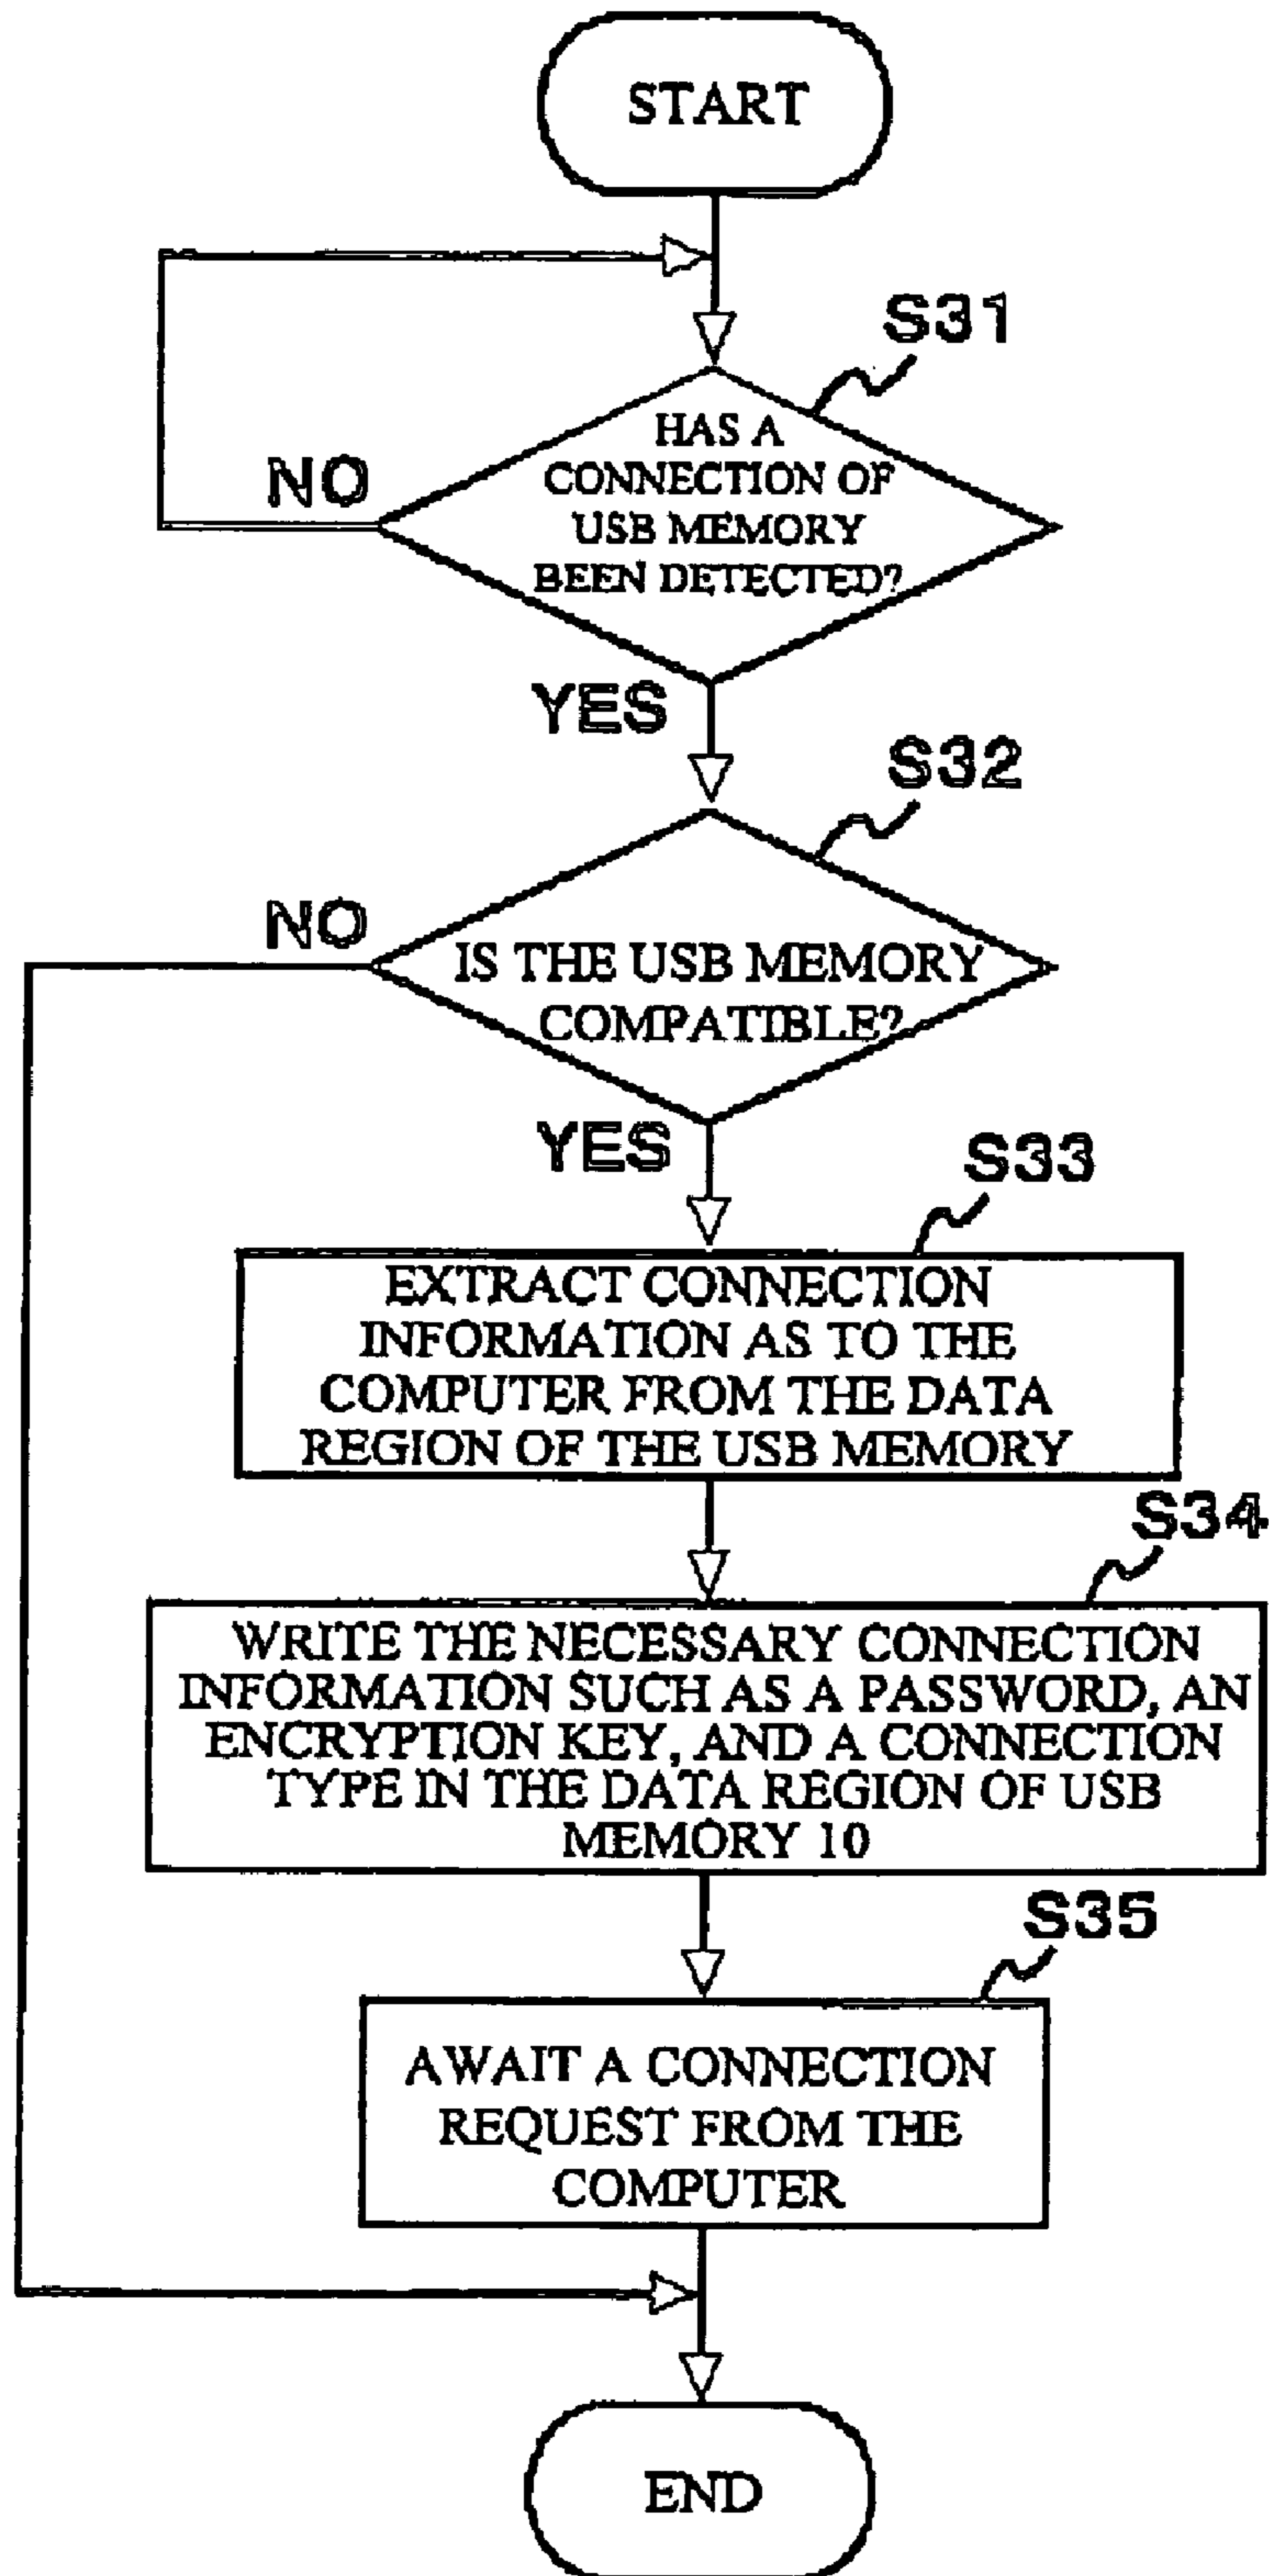 START
S31
HAS A
CONNECTION OF
USB MEMORY
BEEN DETECTED?
NO
YES
S32
NO
IS THE USB MEMORY
COMPATIBLE?
YES
S33
EXTRACT CONNECTION
INFORMATION AS TO THE
COMPUTER FROM THE DATA
REGION OF THE USB MEMORY
S34
WRITE THE NECESSARY CONNECTION
INFORMATION SUCH AS A PASSWORD, AN
ENCRYPTION KEY, AND A CONNECTION
TYPE IN THE DATA REGION OF USB
MEMORY 10
S35
AWAIT A CONNECTION
REQUEST FROM THE
COMPUTER
END